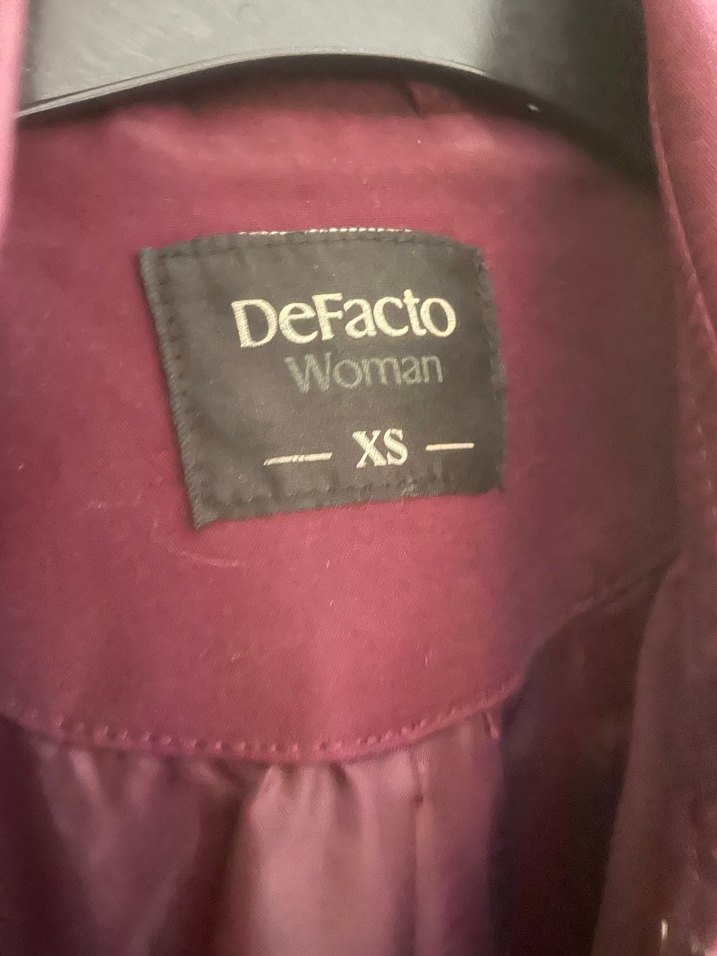 DeFacto
Woman
— XS —